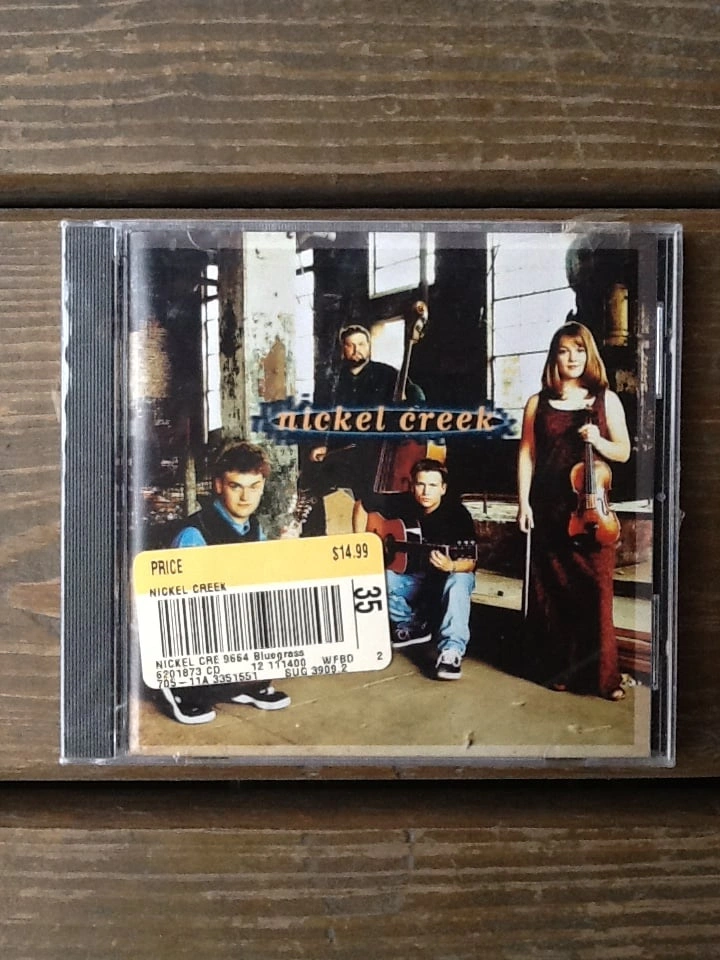 nickel creek
PRICE $14.99
NICKEL CREEK
35
NICKEL CRE 9664 Bluegrass
6201873 CD 12 111400 WFBD 2
705-11A 3351551 SUG 3909.2